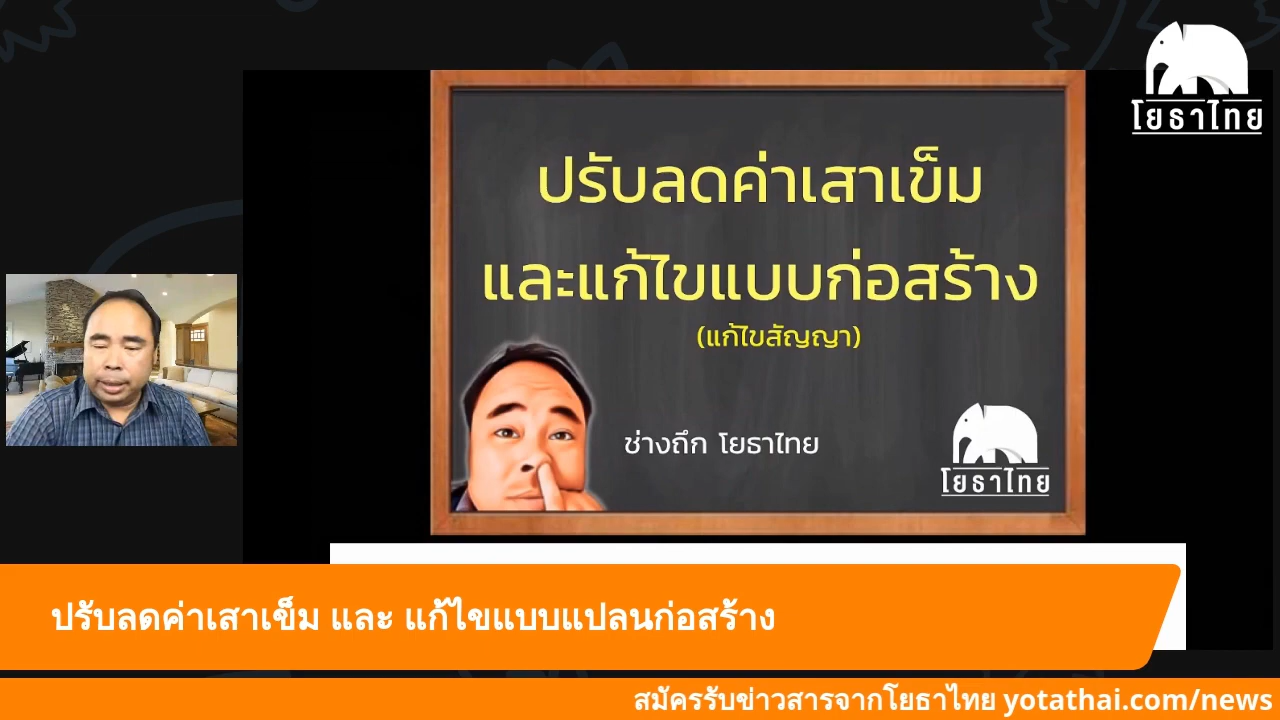 โยธาไทย
ปรับลดค่าเสาเข็ม
และแก้ไขแบบก่อสร้าง
(แก้ไขสัญญา)
ช่างถึก โยธาไทย
โยธาไทย
ปรับลดค่าเสาเข็ม และ แก้ไขแบบแปลนก่อสร้าง
สมัครรับข่าวสารจากโยธาไทย yotathai.com/news